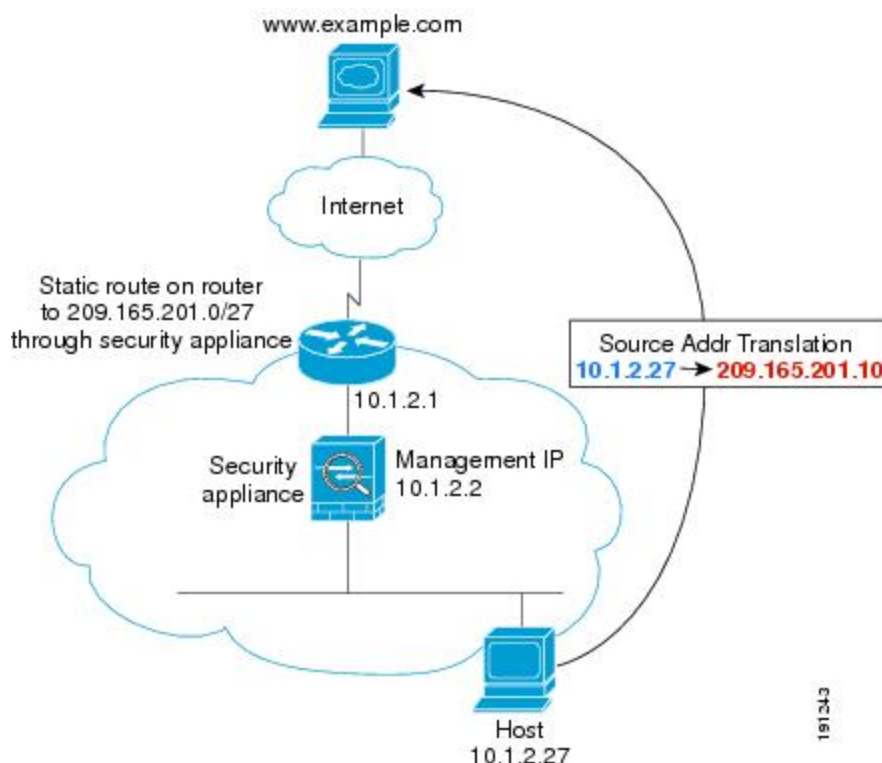 www.example.com
Internet
Static route on router
to 209.165.201.0/27
through security appliance
Source Addr Translation
10.1.2.27 → 209.165.201.10
10.1.2.1
Security
appliance
Management IP
10.1.2.2
Host
10.1.2.27
191243